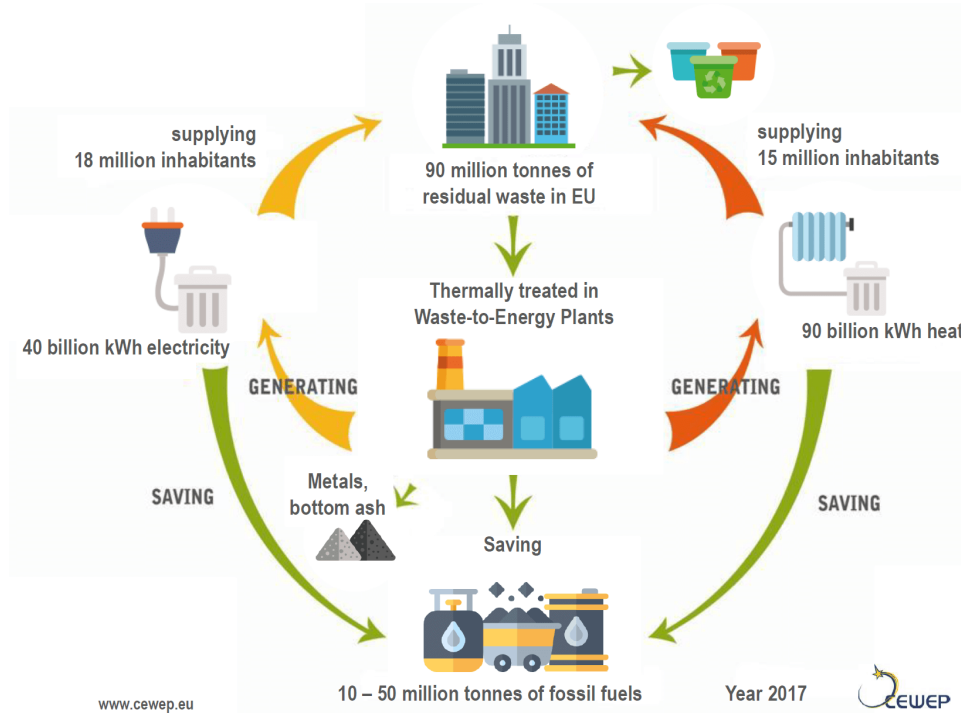 supplying
18 million inhabitants
supplying
15 million inhabitants
90 million tonnes of
residual waste in EU
Thermally treated in
Waste-to-Energy Plants
40 billion kWh electricity
90 billion kWh heat
GENERATING
GENERATING
Metals,
bottom ash
SAVING
SAVING
Saving
10 – 50 million tonnes of fossil fuels
Year 2017
www.cewep.eu
CEWEP